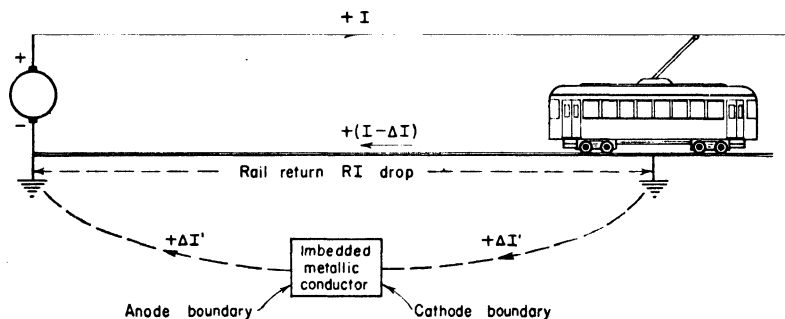 + I
+
-
+(I-ΔI)
Rail return RI drop
+ΔI'
+ΔI'
Imbedded
metallic
conductor
Anode boundary
Cathode boundary